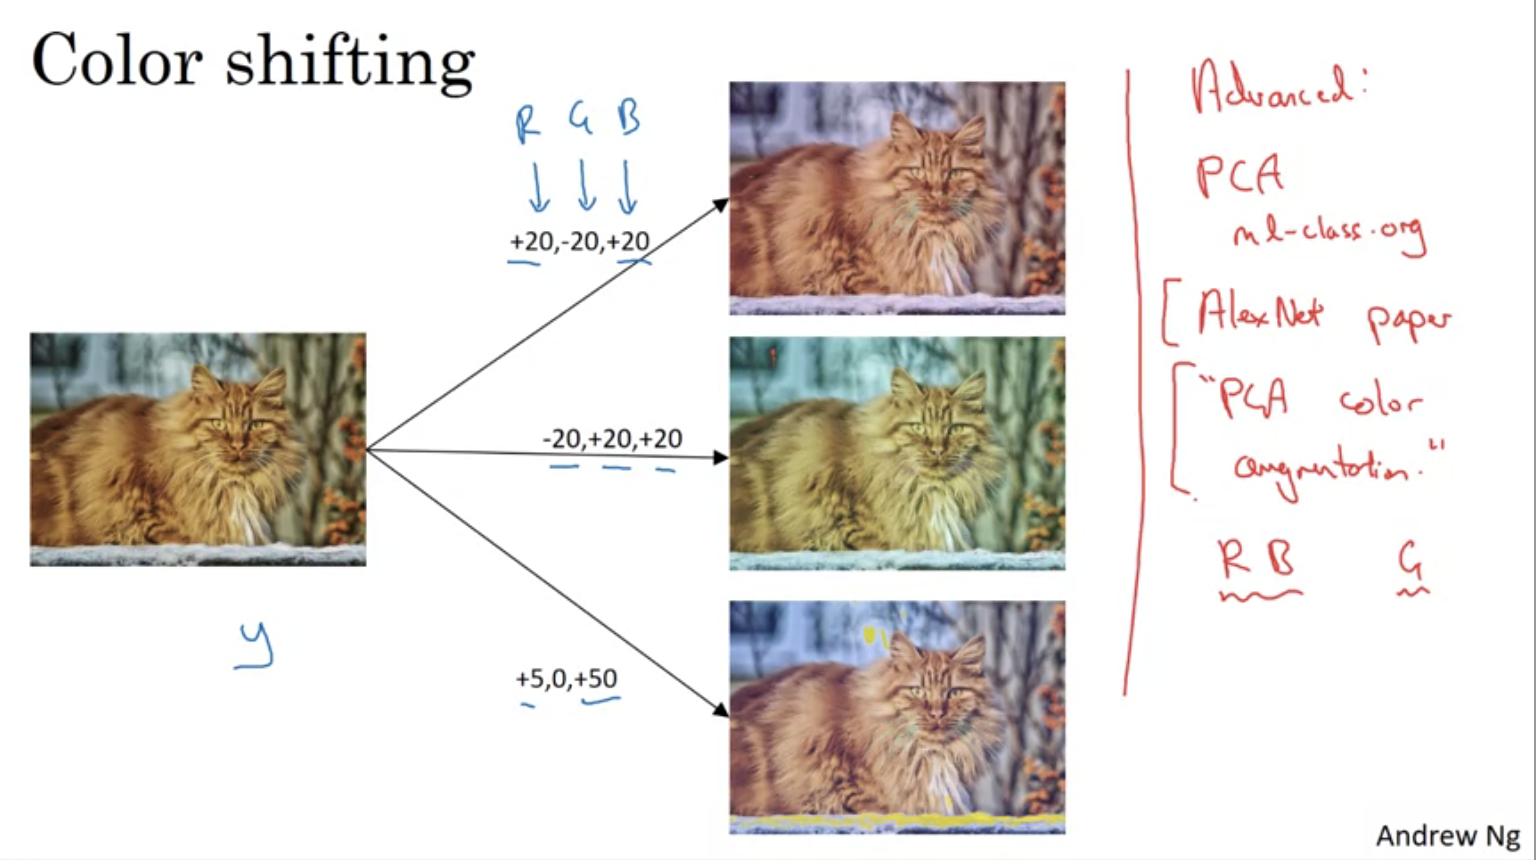 Color shifting
R G B
+20,-20,+20
-20,+20,+20
+5,0,+50
y
Advanced:
PCA
ml-class.org
AlexNet paper
"PCA color
augmentation."
R B G
Andrew Ng